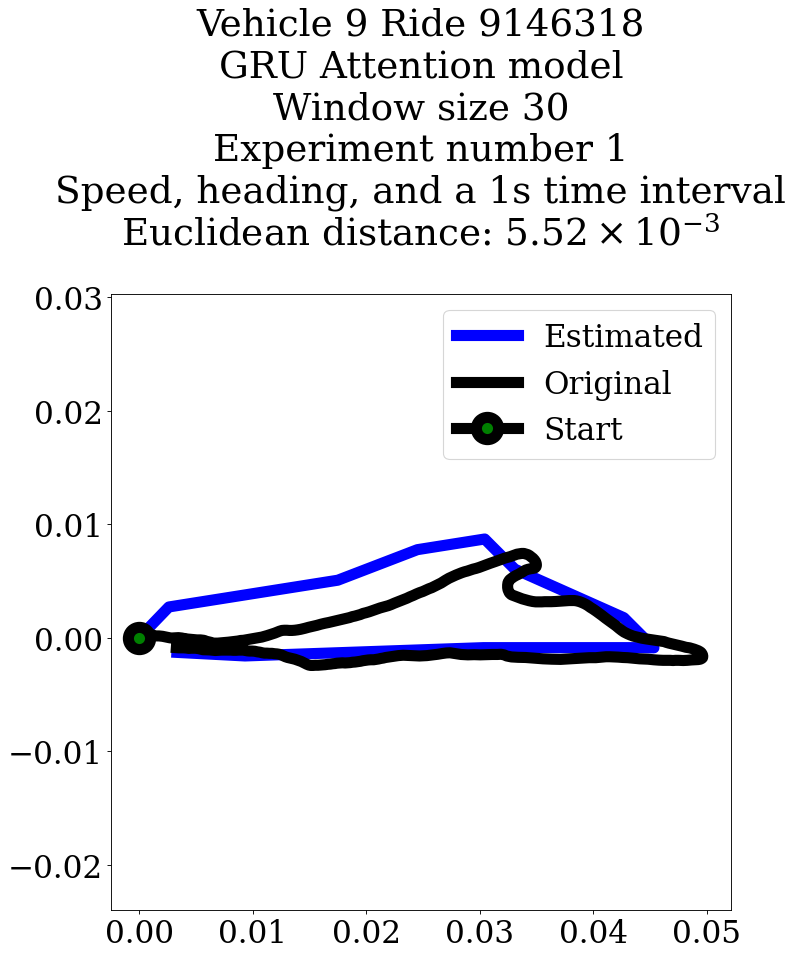 Vehicle 9 Ride 9146318
GRU Attention model
Window size 30
Experiment number 1
Speed, heading, and a 1s time interval
Euclidean distance: 5.52 × 10⁻³
0.03
Estimated
Original
Start
0.02
0.01
0.00
−0.01
−0.02
0.00 0.01 0.02 0.03 0.04 0.05